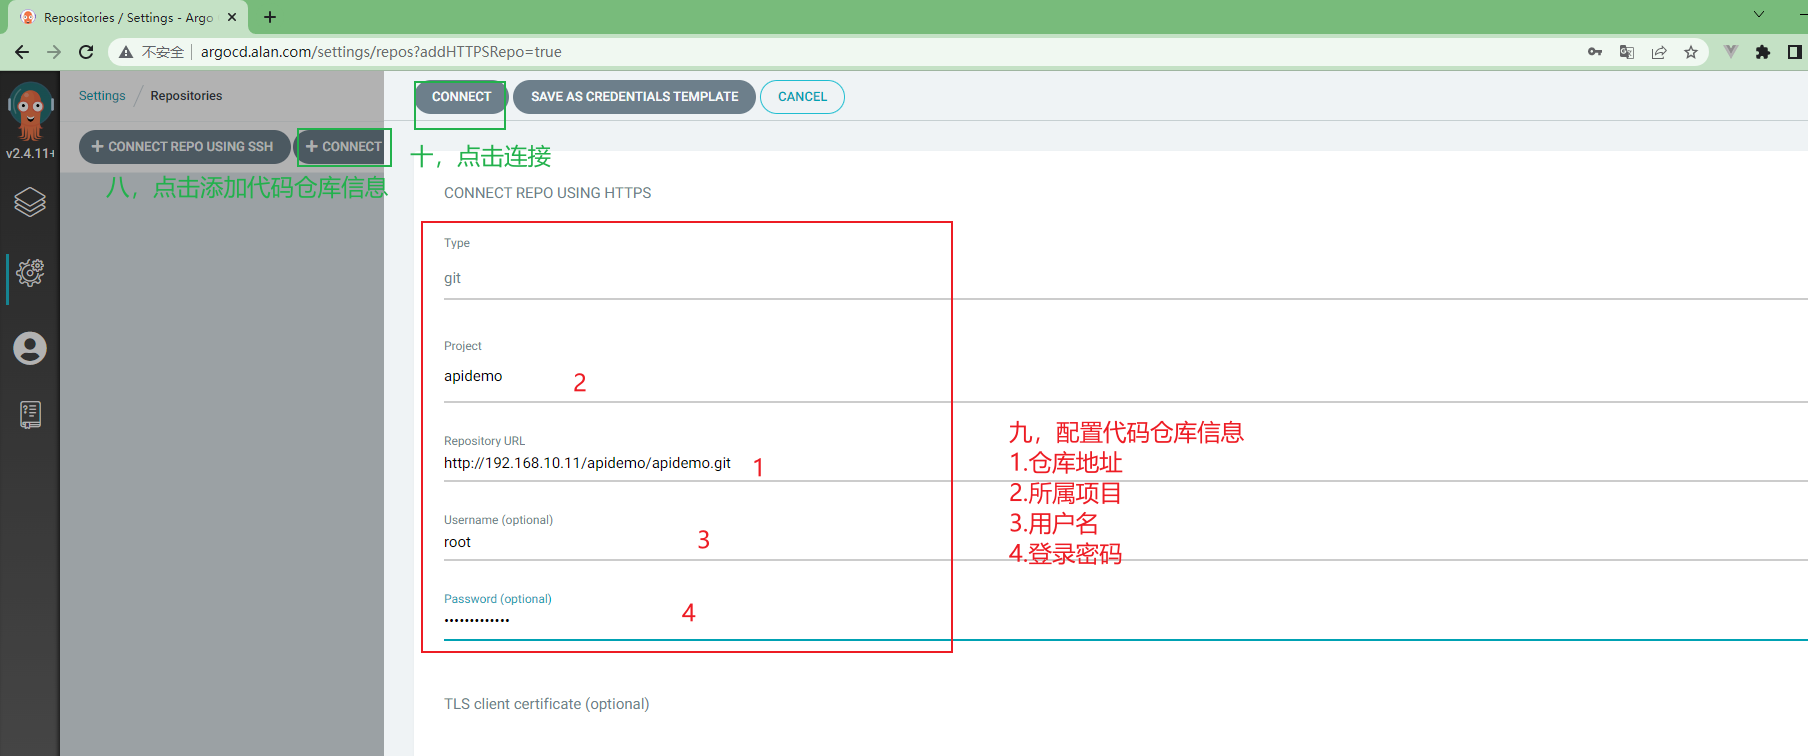 Repositories / Settings - Argo
不安全 argocd.alan.com/settings/repos?addHTTPSRepo=true
Settings / Repositories
CONNECT SAVE AS CREDENTIALS TEMPLATE CANCEL
v2.4.11+
+ CONNECT REPO USING SSH + CONNECT
十，点击连接
八，点击添加代码仓库信息
CONNECT REPO USING HTTPS
Type
git
Project
apidemo 2
Repository URL
http://192.168.10.11/apidemo/apidemo.git 1
Username (optional)
root 3
Password (optional)
············· 4
九，配置代码仓库信息
1.仓库地址
2.所属项目
3.用户名
4.登录密码
TLS client certificate (optional)